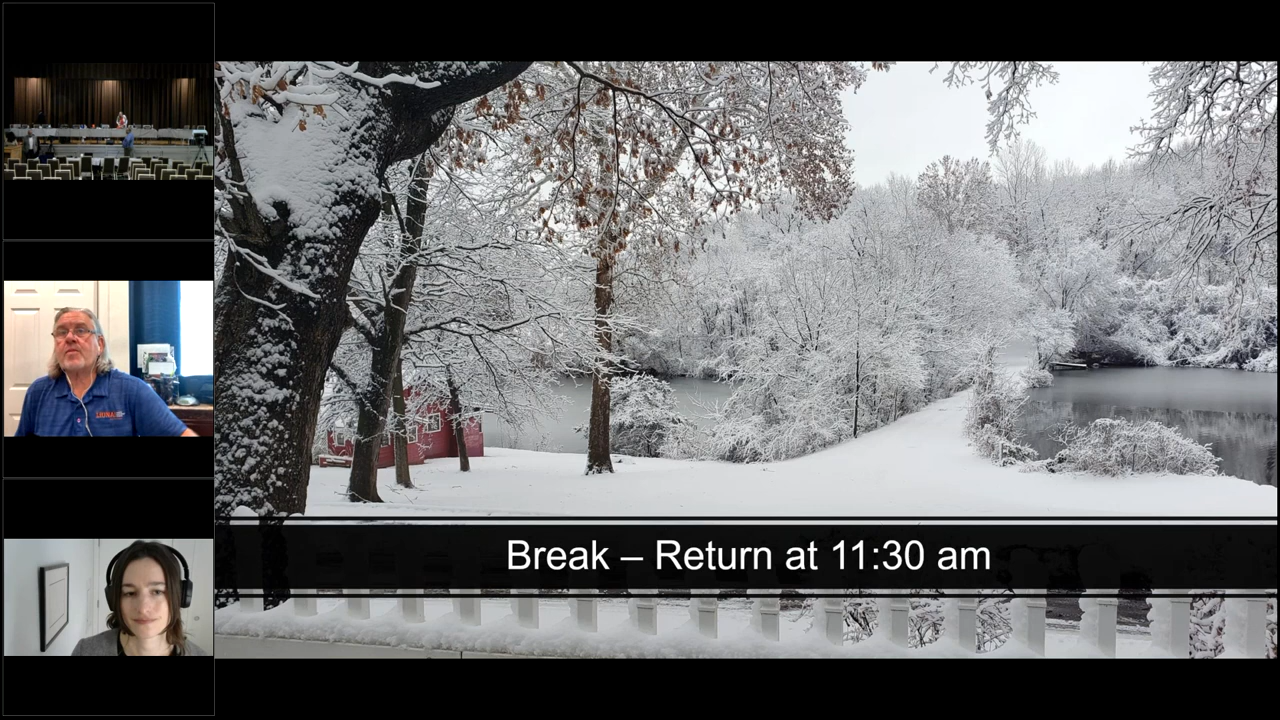 Break – Return at 11:30 am